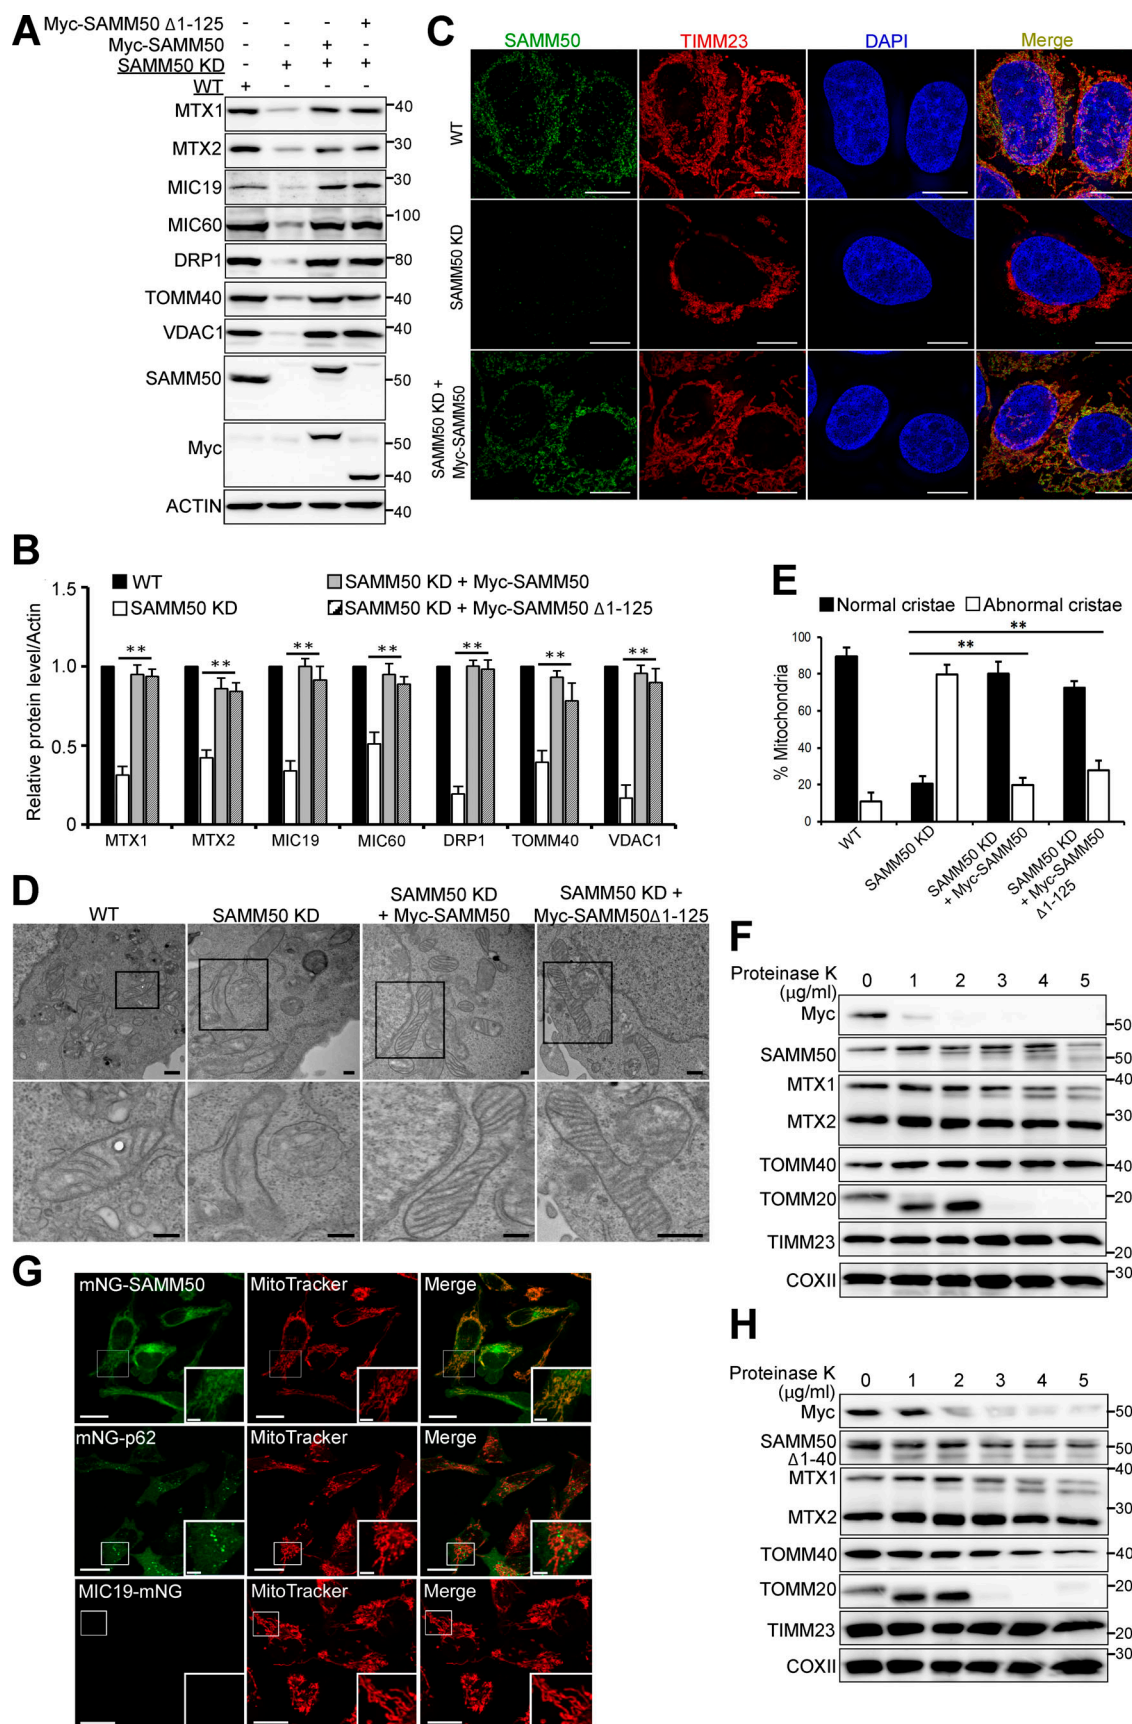 A
Myc-SAMM50 Δ1-125 - - - +
Myc-SAMM50 - - + -
SAMM50 KD - + + +
WT + - - -
MTX1 40
MTX2 30
MIC19 30
MIC60 100
DRP1 80
TOMM40 40
VDAC1 40
SAMM50 50
Myc 50
40
ACTIN 40
B
WT
SAMM50 KD
SAMM50 KD + Myc-SAMM50
SAMM50 KD + Myc-SAMM50 Δ1-125
Relative protein level/Actin
1.5
1.0
0.5
0
** ** ** ** ** ** **
MTX1 MTX2 MIC19 MIC60 DRP1 TOMM40 VDAC1
C
SAMM50 TIMM23 DAPI Merge
WT
SAMM50 KD
SAMM50 KD +
Myc-SAMM50
D
WT
SAMM50 KD
SAMM50 KD
+ Myc-SAMM50
SAMM50 KD +
Myc-SAMM50Δ1-125
E
Normal cristae Abnormal cristae
% Mitochondria
100
80
60
40
20
0
**
**
WT
SAMM50 KD
SAMM50 KD
+ Myc-SAMM50
SAMM50 KD
+ Myc-SAMM50
Δ1-125
F
Proteinase K
(µg/ml)
0 1 2 3 4 5
Myc 50
SAMM50 50
MTX1 40
MTX2 30
TOMM40 40
TOMM20 20
TIMM23 20
COXII 30
G
mNG-SAMM50 MitoTracker Merge
mNG-p62 MitoTracker Merge
MIC19-mNG MitoTracker Merge
H
Proteinase K
(µg/ml)
0 1 2 3 4 5
Myc 50
SAMM50
Δ1-40
50
MTX1 40
MTX2 30
TOMM40 40
TOMM20 20
TIMM23 20
COXII 30